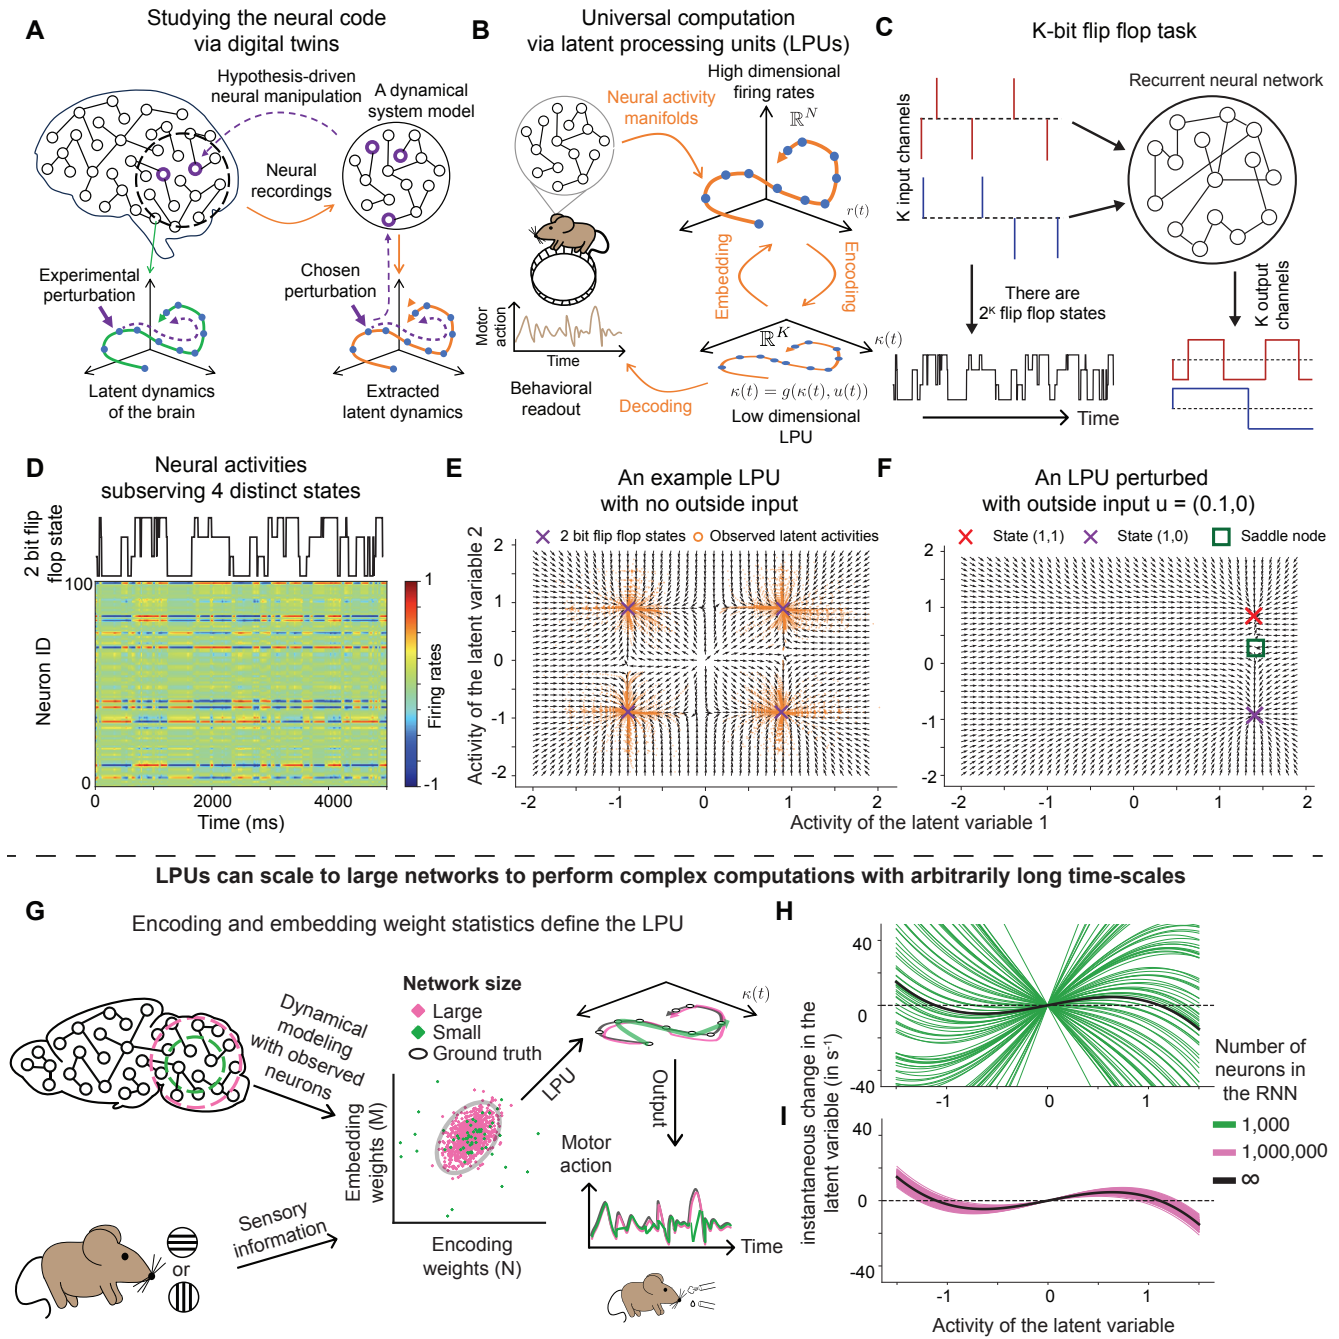 A
Studying the neural code
via digital twins
Hypothesis-driven
neural manipulation
A dynamical
system model
Neural
recordings
Experimental
perturbation
Chosen
perturbation
Latent dynamics
of the brain
Extracted
latent dynamics
B
Universal computation
via latent processing units (LPUs)
High dimensional
firing rates
Neural activity
manifolds
ℝ^N
r(t)
Embedding
Encoding
Motor
action
Time
Behavioral
readout
Decoding
ℝ^K
κ(t)
κ(t) = g(κ(t), u(t))
Low dimensional
LPU
C
K-bit flip flop task
Recurrent neural network
K input channels
There are
2^K flip flop states
K output
channels
Time
D
Neural activities
subserving 4 distinct states
2 bit flip
flop state
100
0
Neuron ID
0
2000
4000
Time (ms)
1
-1
Firing rates
E
An example LPU
with no outside input
2 bit flip flop states
Observed latent activities
Activity of the latent variable 2
2
1
0
-1
-2
-2
-1
0
1
2
F
An LPU perturbed
with outside input u = (0.1,0)
State (1,1)
State (1,0)
Saddle node
2
1
0
-1
-2
-2
-1
0
1
2
Activity of the latent variable 1
LPUs can scale to large networks to perform complex computations with arbitrarily long time-scales
G
Encoding and embedding weight statistics define the LPU
Dynamical
modeling
with observed
neurons
Network size
Large
Small
Ground truth
Embedding
weights (M)
Encoding
weights (N)
LPU
κ(t)
Output
Motor
action
Time
Sensory
information
or
H
40
0
-40
-1
0
1
I
40
0
-40
-1
0
1
instantaneous change in the
latent variable (in s⁻¹)
Activity of the latent variable
Number of
neurons in
the RNN
1,000
1,000,000
∞